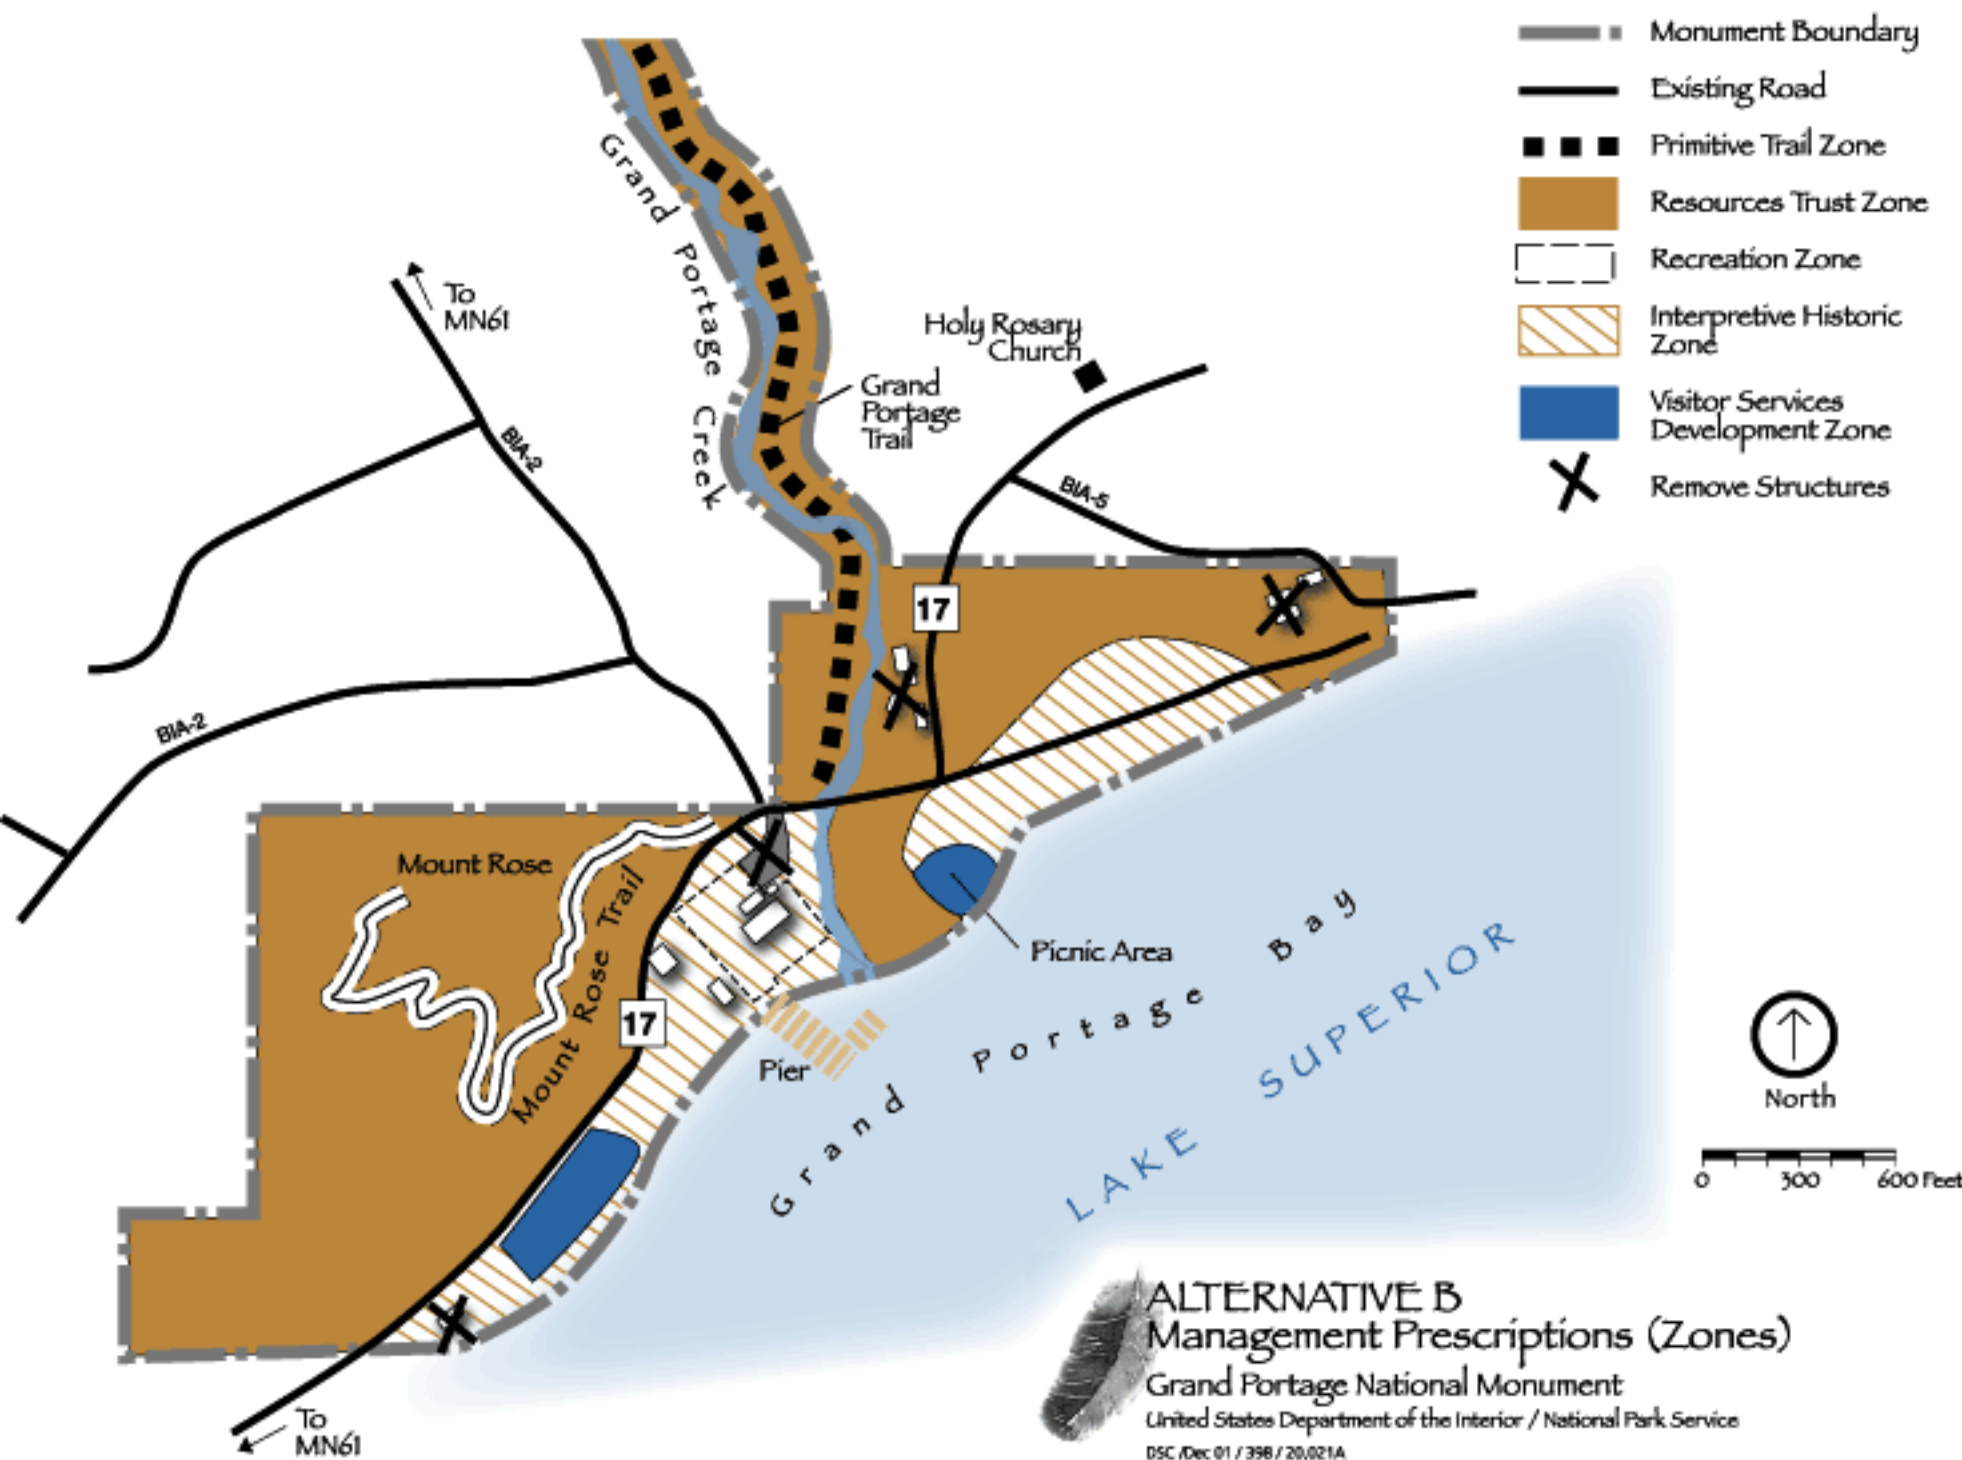 Monument Boundary
Existing Road
Primitive Trail Zone
Resources Trust Zone
Recreation Zone
Interpretive Historic
Zone
Visitor Services
Development Zone
Remove Structures
Grand Portage Creek
To
MN61
Holy Rosary
Church
Grand
Portage
Trail
BIA-2
BIA-5
17
BIA-2
Mount Rose
Mount Rose Trail
17
Picnic Area
Pier
Grand Portage Bay
LAKE SUPERIOR
North
0 300 600 Feet
To
MN61
ALTERNATIVE B
Management Prescriptions (Zones)
Grand Portage National Monument
United States Department of the Interior / National Park Service
DSC /Dec 01 / 398 / 20,021A